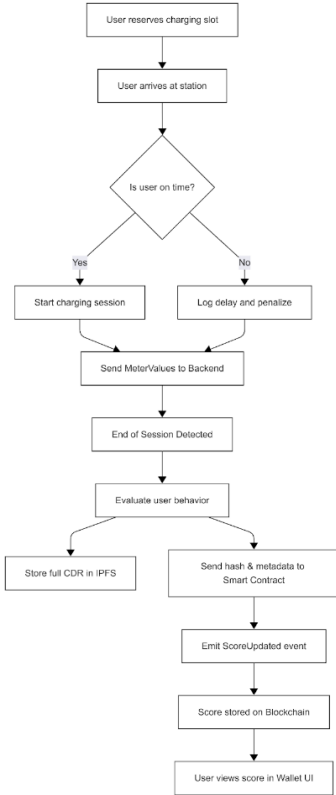 User reserves charging slot
User arrives at station
Is user on time?
Yes
No
Start charging session
Log delay and penalize
Send MeterValues to Backend
End of Session Detected
Evaluate user behavior
Store full CDR in IPFS
Send hash & metadata to
Smart Contract
Emit ScoreUpdated event
Score stored on Blockchain
User views score in Wallet UI